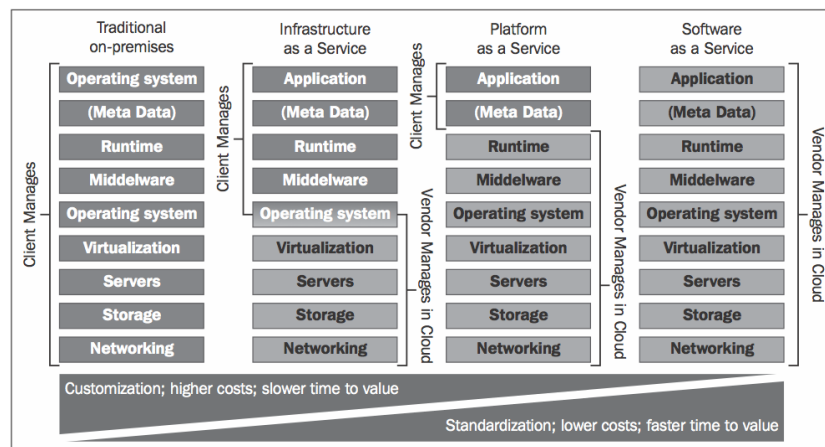 Traditional
on-premises
Client Manages
Operating system
(Meta Data)
Runtime
Middelware
Operating system
Virtualization
Servers
Storage
Networking
Infrastructure
as a Service
Client Manages
Application
(Meta Data)
Runtime
Middelware
Operating system
Virtualization
Servers
Storage
Networking
Vendor Manages in Cloud
Platform
as a Service
Client Manages
Application
(Meta Data)
Runtime
Middelware
Operating system
Virtualization
Servers
Storage
Networking
Vendor Manages in Cloud
Software
as a Service
Application
(Meta Data)
Runtime
Middelware
Operating system
Virtualization
Servers
Storage
Networking
Vendor Manages in Cloud
Customization; higher costs; slower time to value
Standardization; lower costs; faster time to value